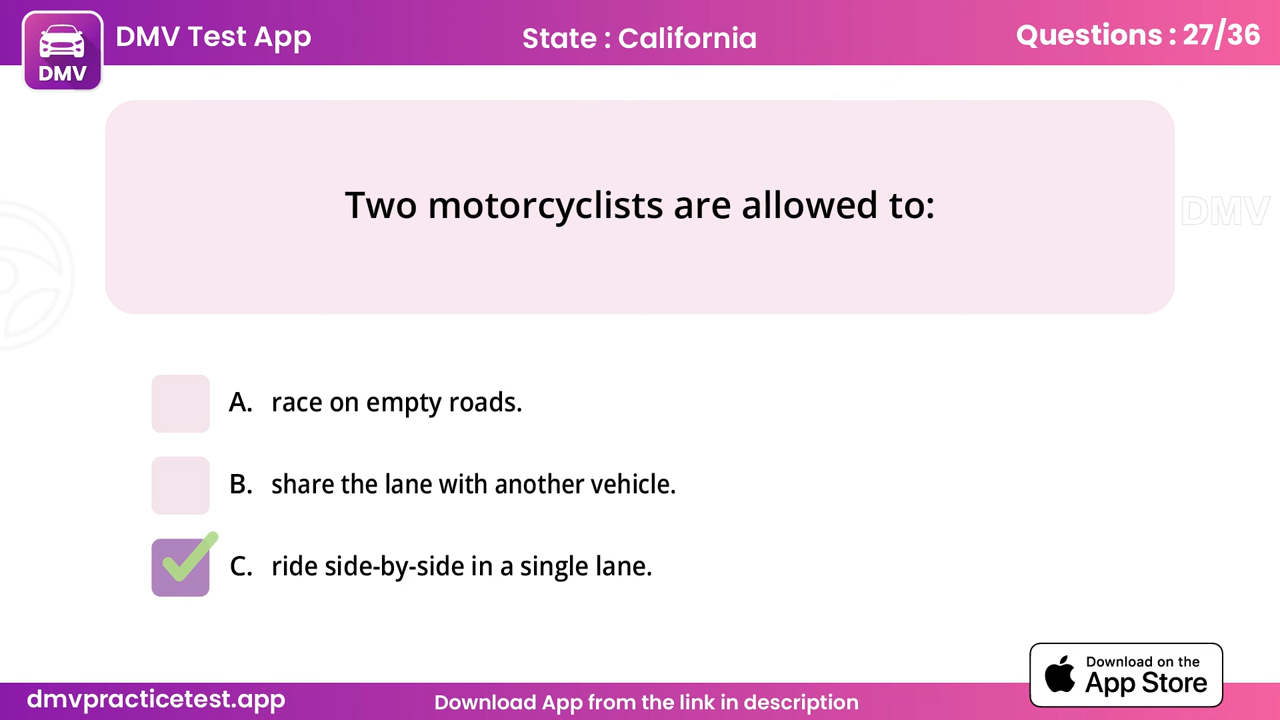 DMV Test App
State : California
Questions : 27/36
DMV
Two motorcyclists are allowed to:
DMV
A. race on empty roads.
B. share the lane with another vehicle.
C. ride side-by-side in a single lane.
Download on the
App Store
dmvpracticetest.app
Download App from the link in description